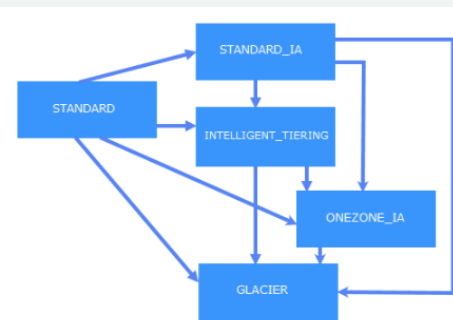 STANDARD_IA
STANDARD
INTELLIGENT_TIERING
ONEZONE_IA
GLACIER